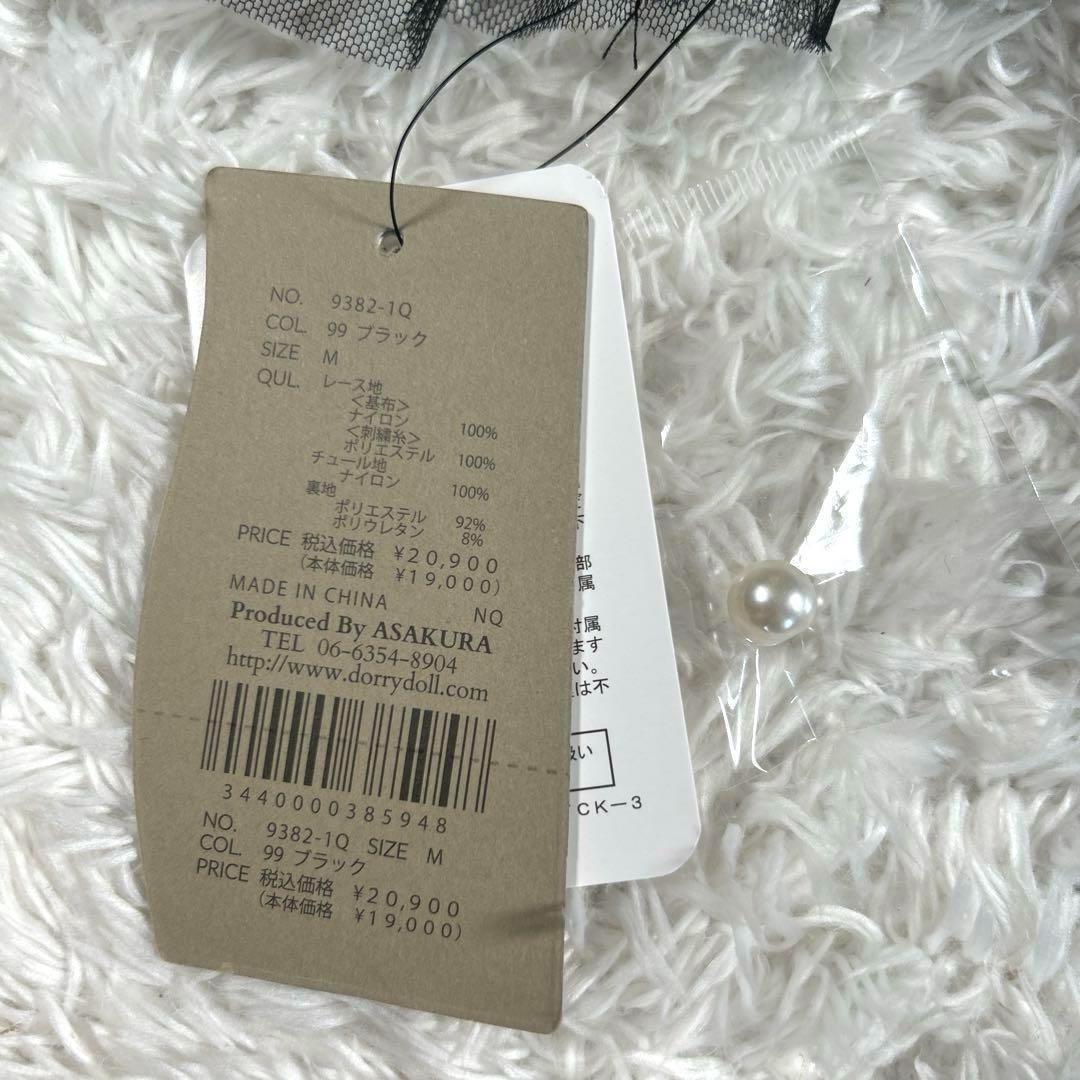 NO. 9382-1Q
COL. 99 ブラック
SIZE M
QUL. レース地
＜基布＞
ナイロン 100%
＜刺繍糸＞
ポリエステル 100%
チュール地
ナイロン 100%
裏地
ポリエステル 92%
ポリウレタン 8%
PRICE 税込価格 ¥20,900
(本体価格 ¥19,000)
MADE IN CHINA NQ
Produced By ASAKURA
TEL 06-6354-8904
http://www.dorrydoll.com
3440000385948
NO. 9382-1Q SIZE M
COL. 99 ブラック
PRICE 税込価格 ¥20,900
(本体価格 ¥19,000)
部
属
付属
ます
い。
は不
扱い
CK-3